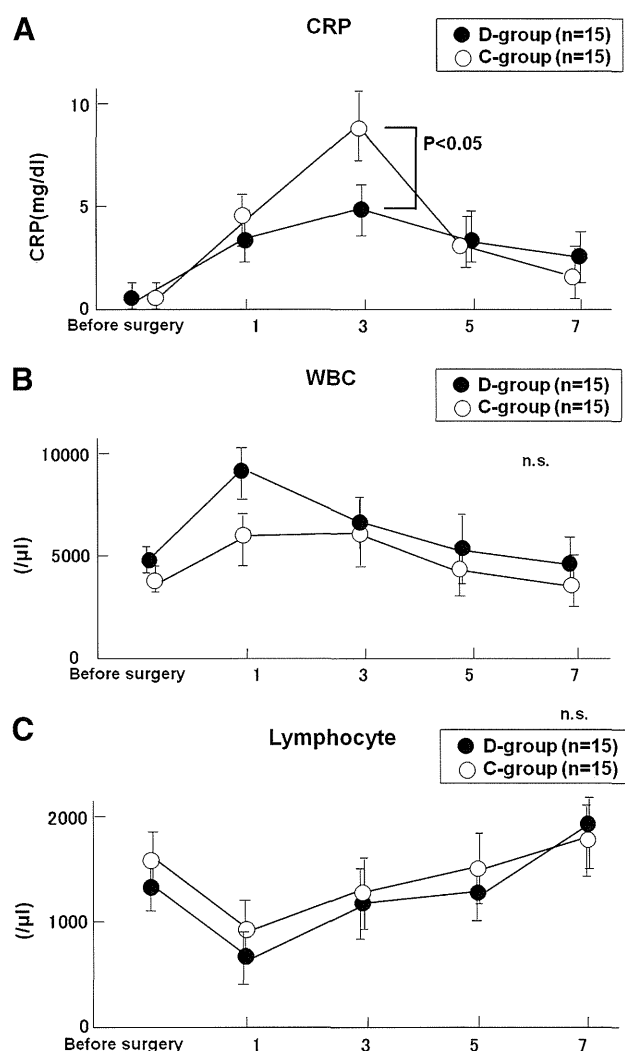 A
CRP
D-group (n=15)
C-group (n=15)
10
P<0.05
5
CRP(mg/dl)
0
Before surgery 1 3 5 7
B
WBC
D-group (n=15)
C-group (n=15)
10000
n.s.
5000
(/µl)
0
Before surgery 1 3 5 7
n.s.
C
Lymphocyte
D-group (n=15)
C-group (n=15)
2000
1000
(/µl)
0
Before surgery 1 3 5 7